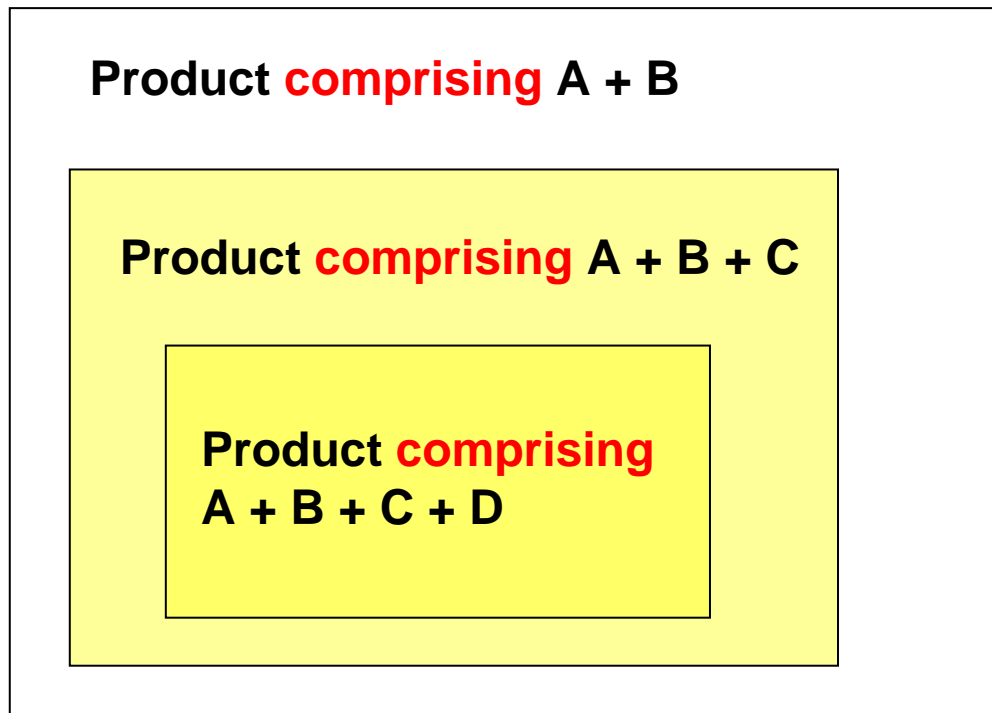 Product comprising A + B
Product comprising A + B + C
Product comprising
A + B + C + D